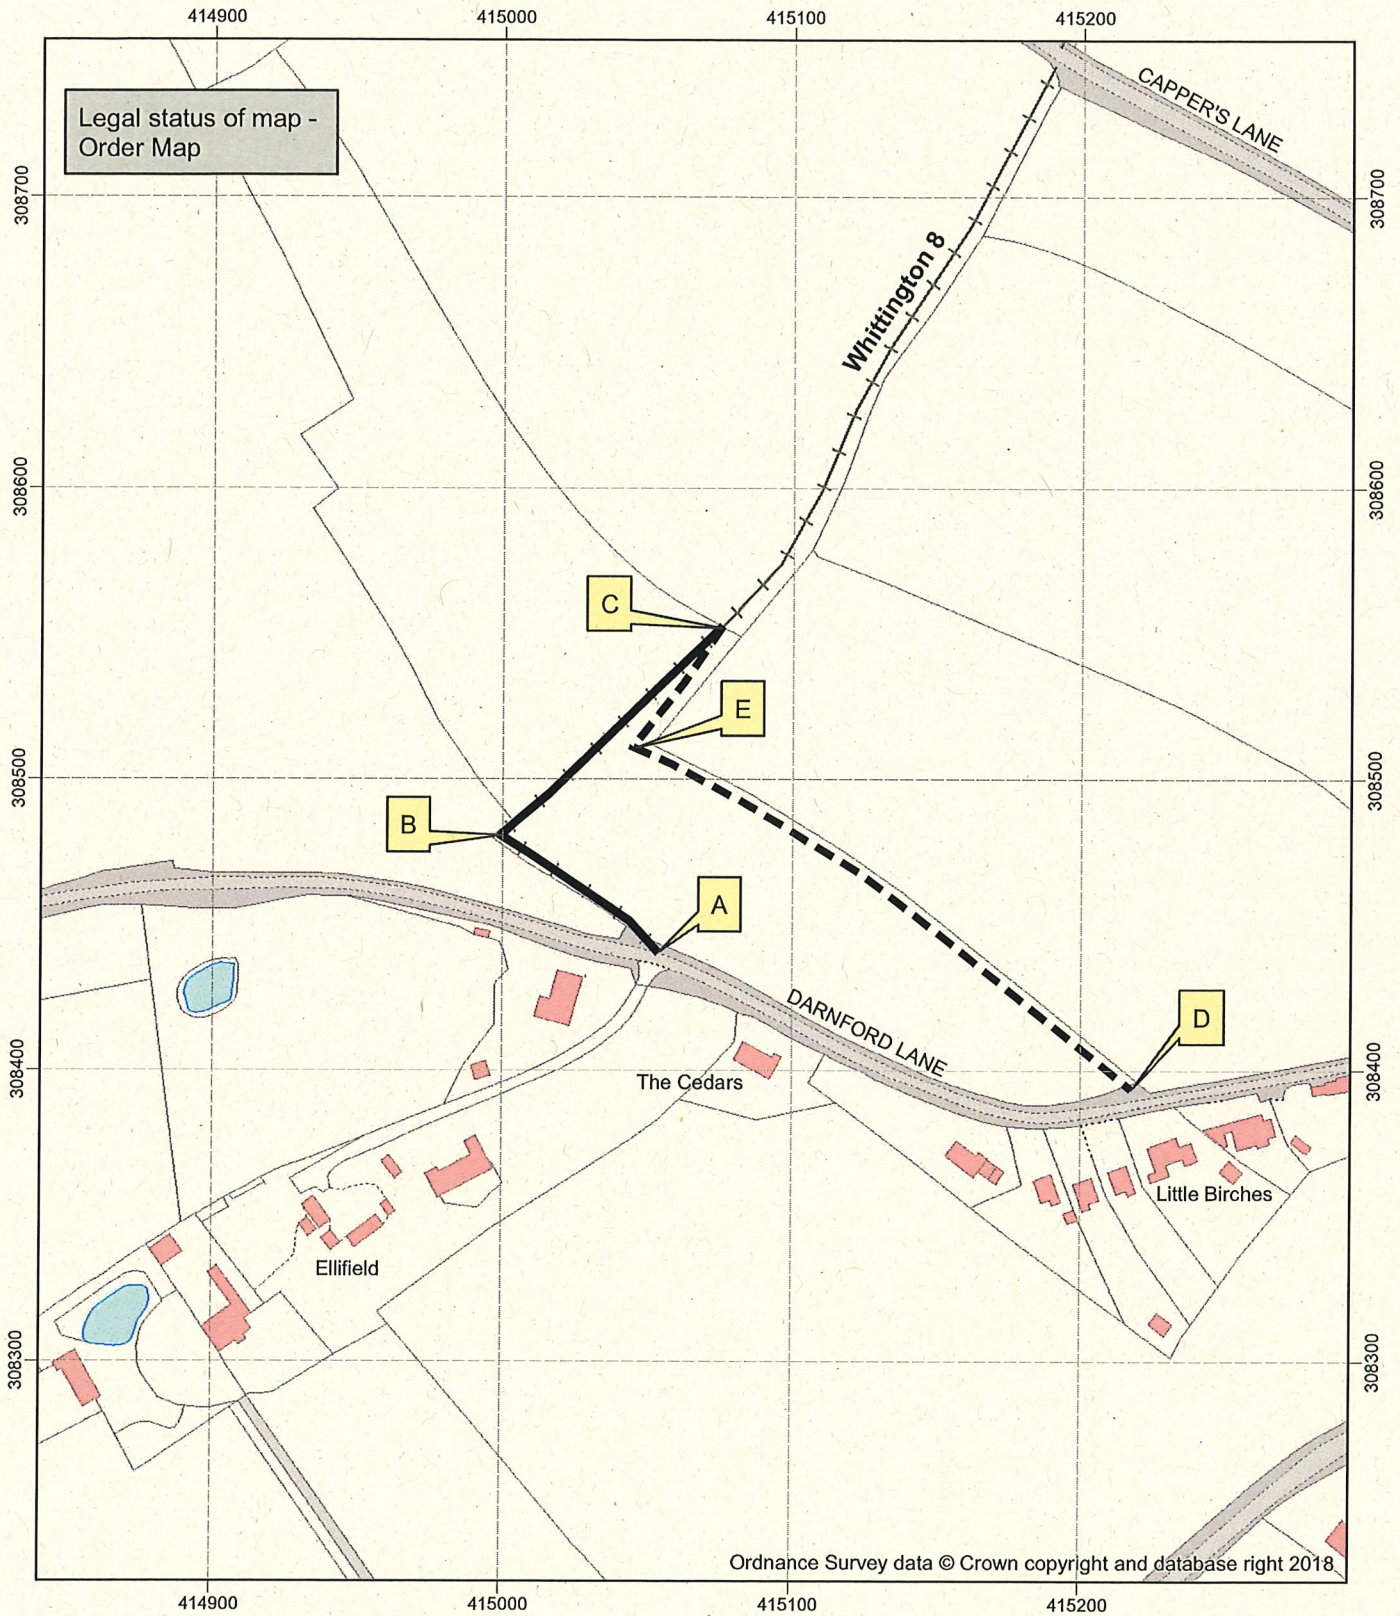 414900
415000
415100
415200
Legal status of map -
Order Map
CAPPER'S LANE
308700
308700
Whittington 8
308600
308600
C
E
308500
308500
B
A
D
DARNFORD LANE
308400
308400
The Cedars
Little Birches
Ellifield
308300
308300
Ordnance Survey data © Crown copyright and database right 2018
414900
415000
415100
415200